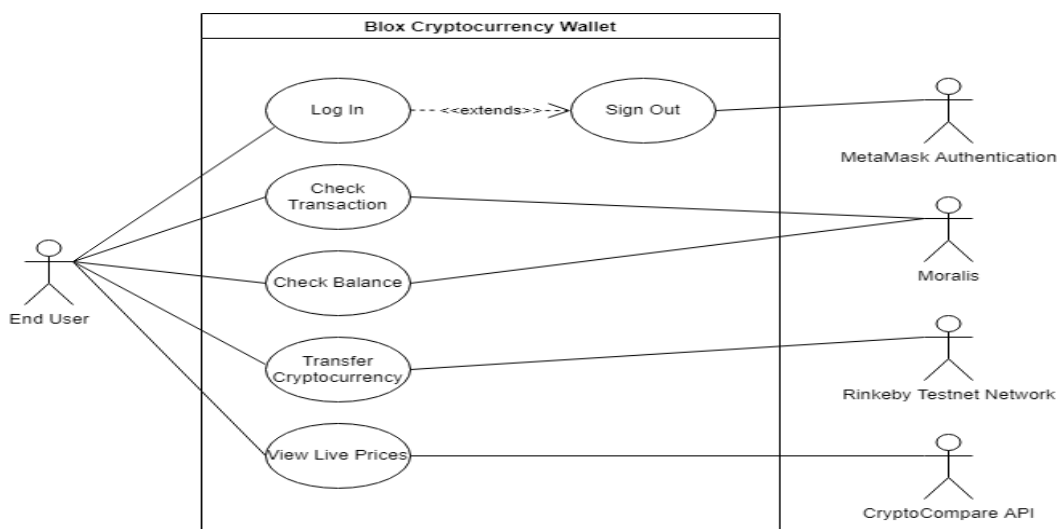 Blox Cryptocurrency Wallet
Log In
<<extends>>
Sign Out
MetaMask Authentication
Check
Transaction
Moralis
Check Balance
End User
Transfer
Cryptocurrency
Rinkeby Testnet Network
View Live Prices
CryptoCompare API